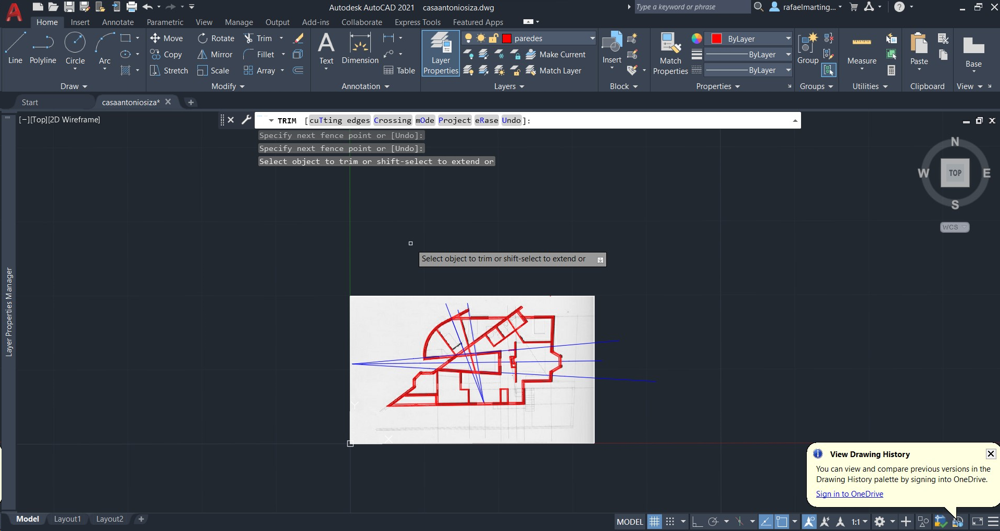 Autodesk AutoCAD 2021 casaantoniosiza.dwg
Type a keyword or phrase
rafaelmarting...
Home Insert Annotate Parametric View Manage Output Add-ins Collaborate Express Tools Featured Apps
Line Polyline Circle Arc
Move Rotate Trim
Copy Mirror Fillet
Stretch Scale Array
Text Dimension Table
Layer Properties
paredes
Make Current
Match Layer
Insert
Match Properties
ByLayer
ByLayer
ByLayer
Group
Measure
Paste
Base
Draw Modify Annotation Layers Block Properties Groups Utilities Clipboard View
Start casaantoniosiza*
[−][Top][2D Wireframe]
TRIM [cuTting edges Crossing mOde Project eRase Undo]:
Specify next fence point or [Undo]:
Specify next fence point or [Undo]:
Select object to trim or shift-select to extend or
N
W TOP E
S
WCS
Select object to trim or shift-select to extend or
Layer Properties Manager
Y
X
View Drawing History
You can view and compare previous versions in the
Drawing History palette by signing into OneDrive.
Sign in to OneDrive
Model Layout1 Layout2
MODEL
1:1